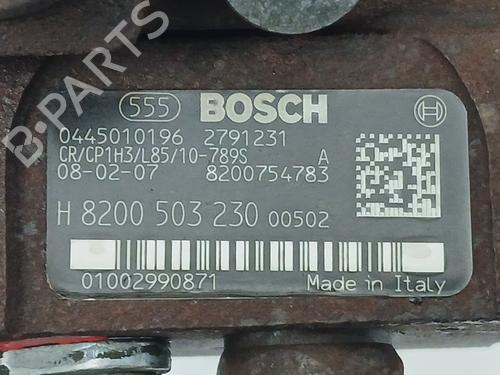 555 BOSCH
0445010196 2791231
CR/CP1H3/L85/10-789S A
08-02-07 8200754783
H 8200 503 230 00502
01002990871 Made in Italy
B-PARTS